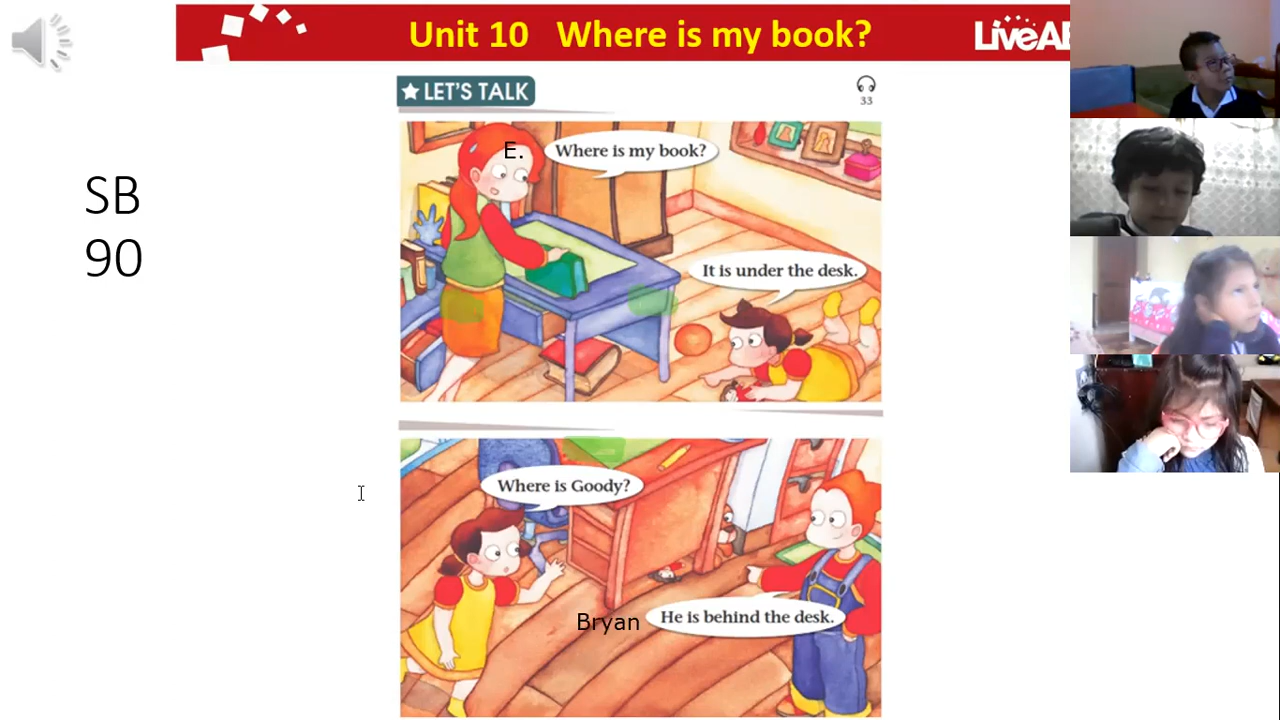 Unit 10 Where is my book?
LiveAB
★ LET'S TALK
33
SB
90
E.
Where is my book?
It is under the desk.
Where is Goody?
Bryan
He is behind the desk.